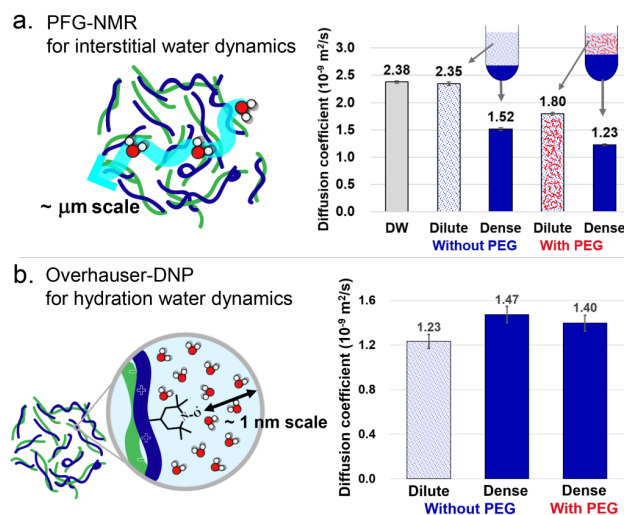 a. PFG-NMR
for interstitial water dynamics
~ μm scale
Diffusion coefficient (10⁻⁹ m²/s)
3.0
2.5
2.0
1.5
1.0
0.5
0.0
2.38
2.35
1.52
1.80
1.23
DW Dilute Dense Dilute Dense
Without PEG With PEG
b. Overhauser-DNP
for hydration water dynamics
~ 1 nm scale
Diffusion coefficient (10⁻⁹ m²/s)
1.6
1.2
0.8
0.4
0.0
1.23
1.47
1.40
Dilute Dense Dense
Without PEG With PEG